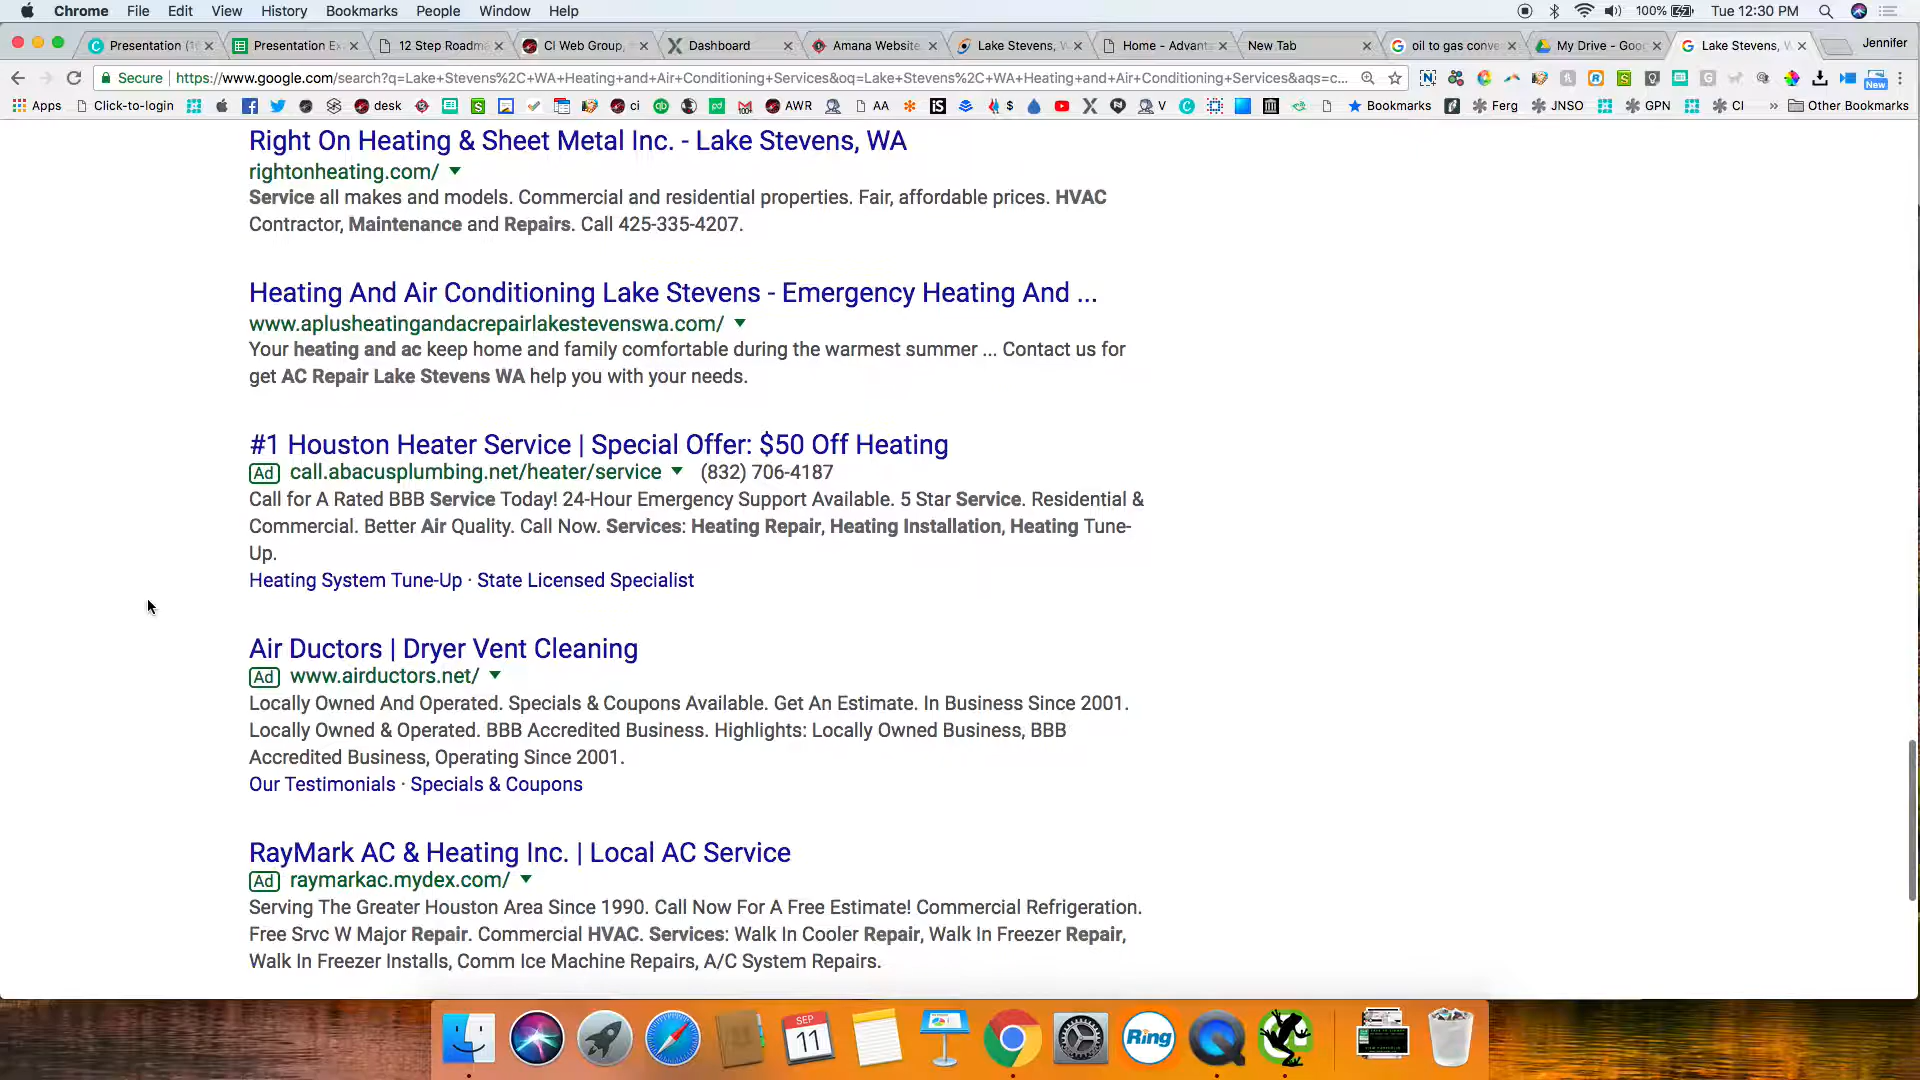 Chrome File Edit View History Bookmarks People Window Help 100% Tue 12:30 PM
Presentation (1 Presentation Ex 12 Step Roadm CI Web Group, Dashboard Amana Website Lake Stevens, Home - Advant New Tab oil to gas conve My Drive - Goo Lake Stevens, W Jennifer
Secure https://www.google.com/search?q=Lake+Stevens%2C+WA+Heating+and+Air+Conditioning+Services&oq=Lake+Stevens%2C+WA+Heating+and+Air+Conditioning+Services&aqs=c... New
Apps Click-to-login desk ci AWR AA $ V Bookmarks Ferg JNSO GPN CI » Other Bookmarks
Right On Heating & Sheet Metal Inc. - Lake Stevens, WA
rightonheating.com/
Service all makes and models. Commercial and residential properties. Fair, affordable prices. HVAC
Contractor, Maintenance and Repairs. Call 425-335-4207.
Heating And Air Conditioning Lake Stevens - Emergency Heating And ...
www.aplusheatingandacrepairlakestevenswa.com/
Your heating and ac keep home and family comfortable during the warmest summer ... Contact us for
get AC Repair Lake Stevens WA help you with your needs.
#1 Houston Heater Service | Special Offer: $50 Off Heating
Ad call.abacusplumbing.net/heater/service (832) 706-4187
Call for A Rated BBB Service Today! 24-Hour Emergency Support Available. 5 Star Service. Residential &
Commercial. Better Air Quality. Call Now. Services: Heating Repair, Heating Installation, Heating Tune-
Up.
Heating System Tune-Up · State Licensed Specialist
Air Ductors | Dryer Vent Cleaning
Ad www.airductors.net/
Locally Owned And Operated. Specials & Coupons Available. Get An Estimate. In Business Since 2001.
Locally Owned & Operated. BBB Accredited Business. Highlights: Locally Owned Business, BBB
Accredited Business, Operating Since 2001.
Our Testimonials · Specials & Coupons
RayMark AC & Heating Inc. | Local AC Service
Ad raymarkac.mydex.com/
Serving The Greater Houston Area Since 1990. Call Now For A Free Estimate! Commercial Refrigeration.
Free Srvc W Major Repair. Commercial HVAC. Services: Walk In Cooler Repair, Walk In Freezer Repair,
Walk In Freezer Installs, Comm Ice Machine Repairs, A/C System Repairs.
SEP
11
Ring